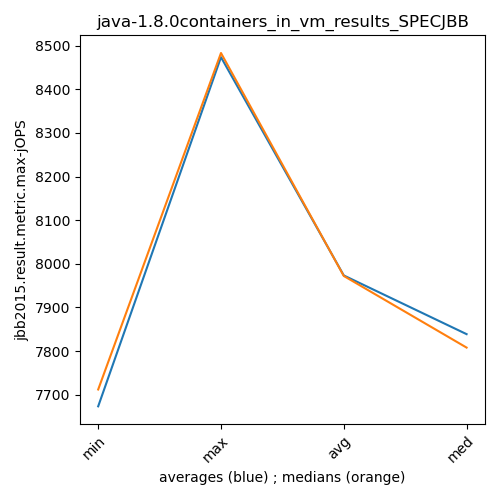 java-1.8.0containers_in_vm_results_SPECJBB
jbb2015.result.metric.max-jOPS
8500
8400
8300
8200
8100
8000
7900
7800
7700
min
max
avg
med
averages (blue) ; medians (orange)